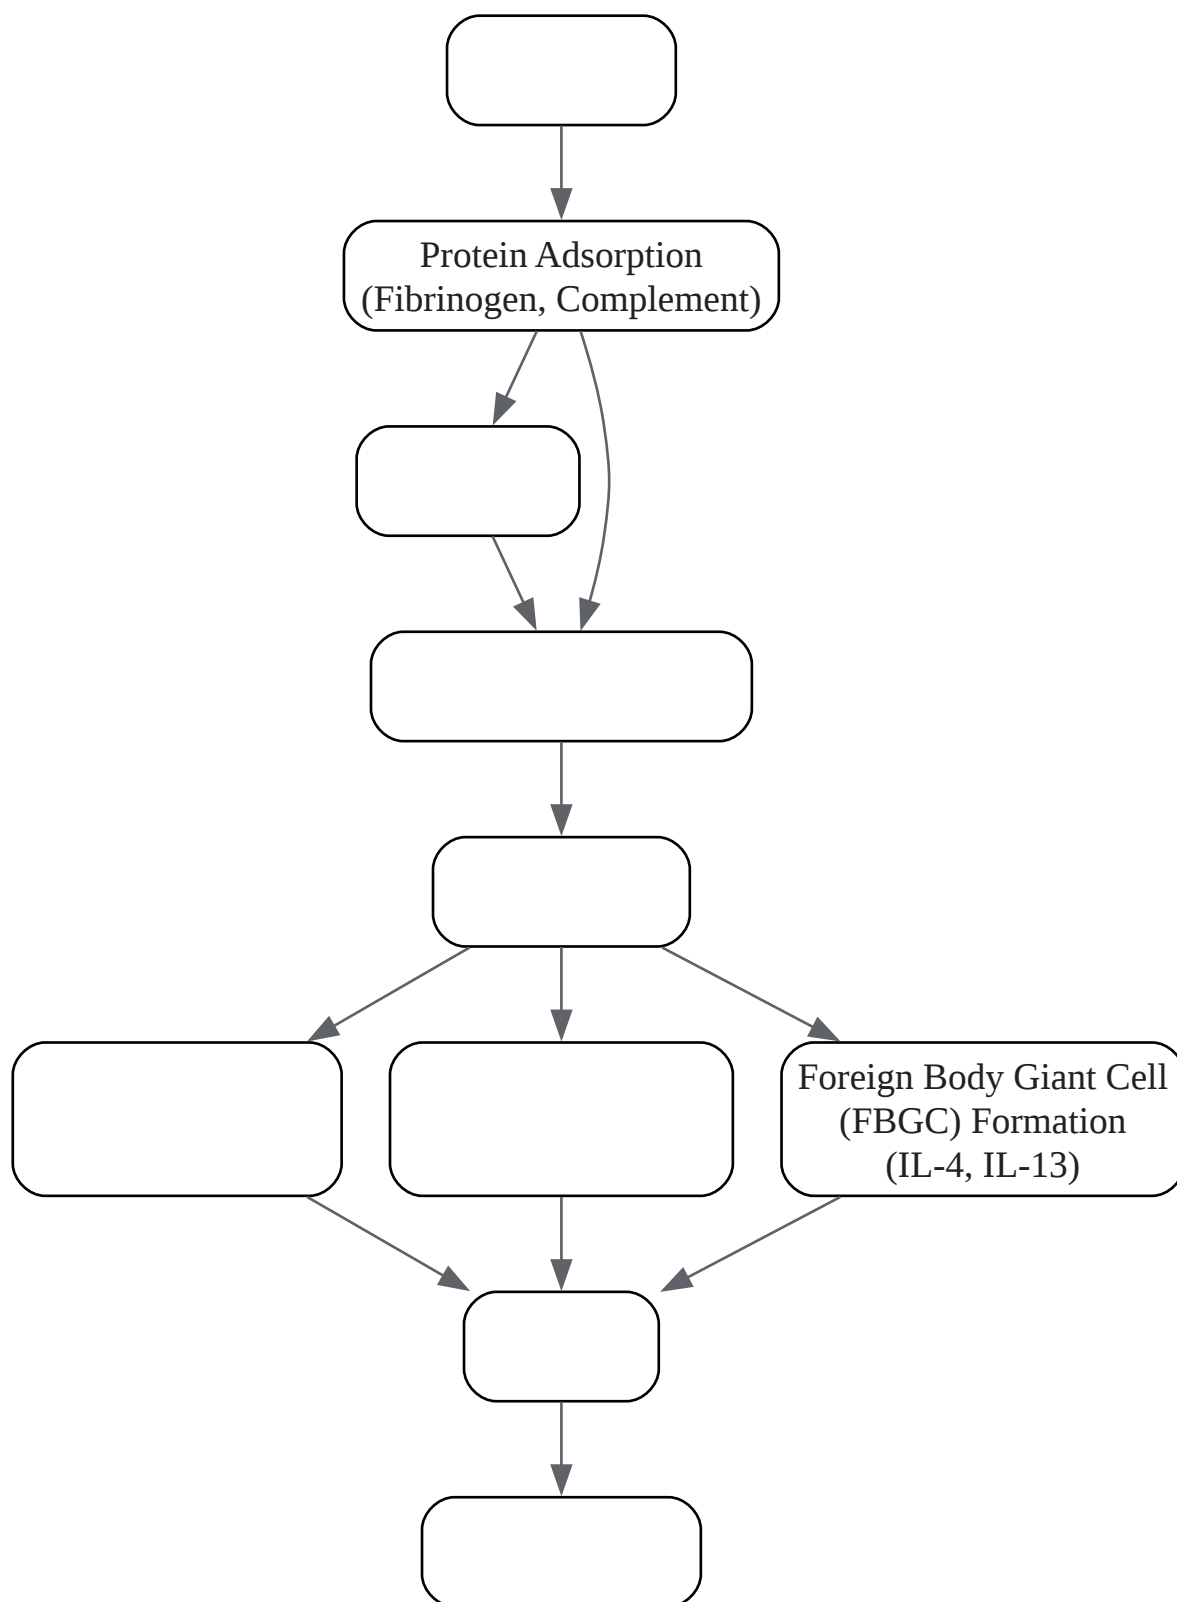 Protein Adsorption
(Fibrinogen, Complement)
Foreign Body Giant Cell
(FBGC) Formation
(IL-4, IL-13)